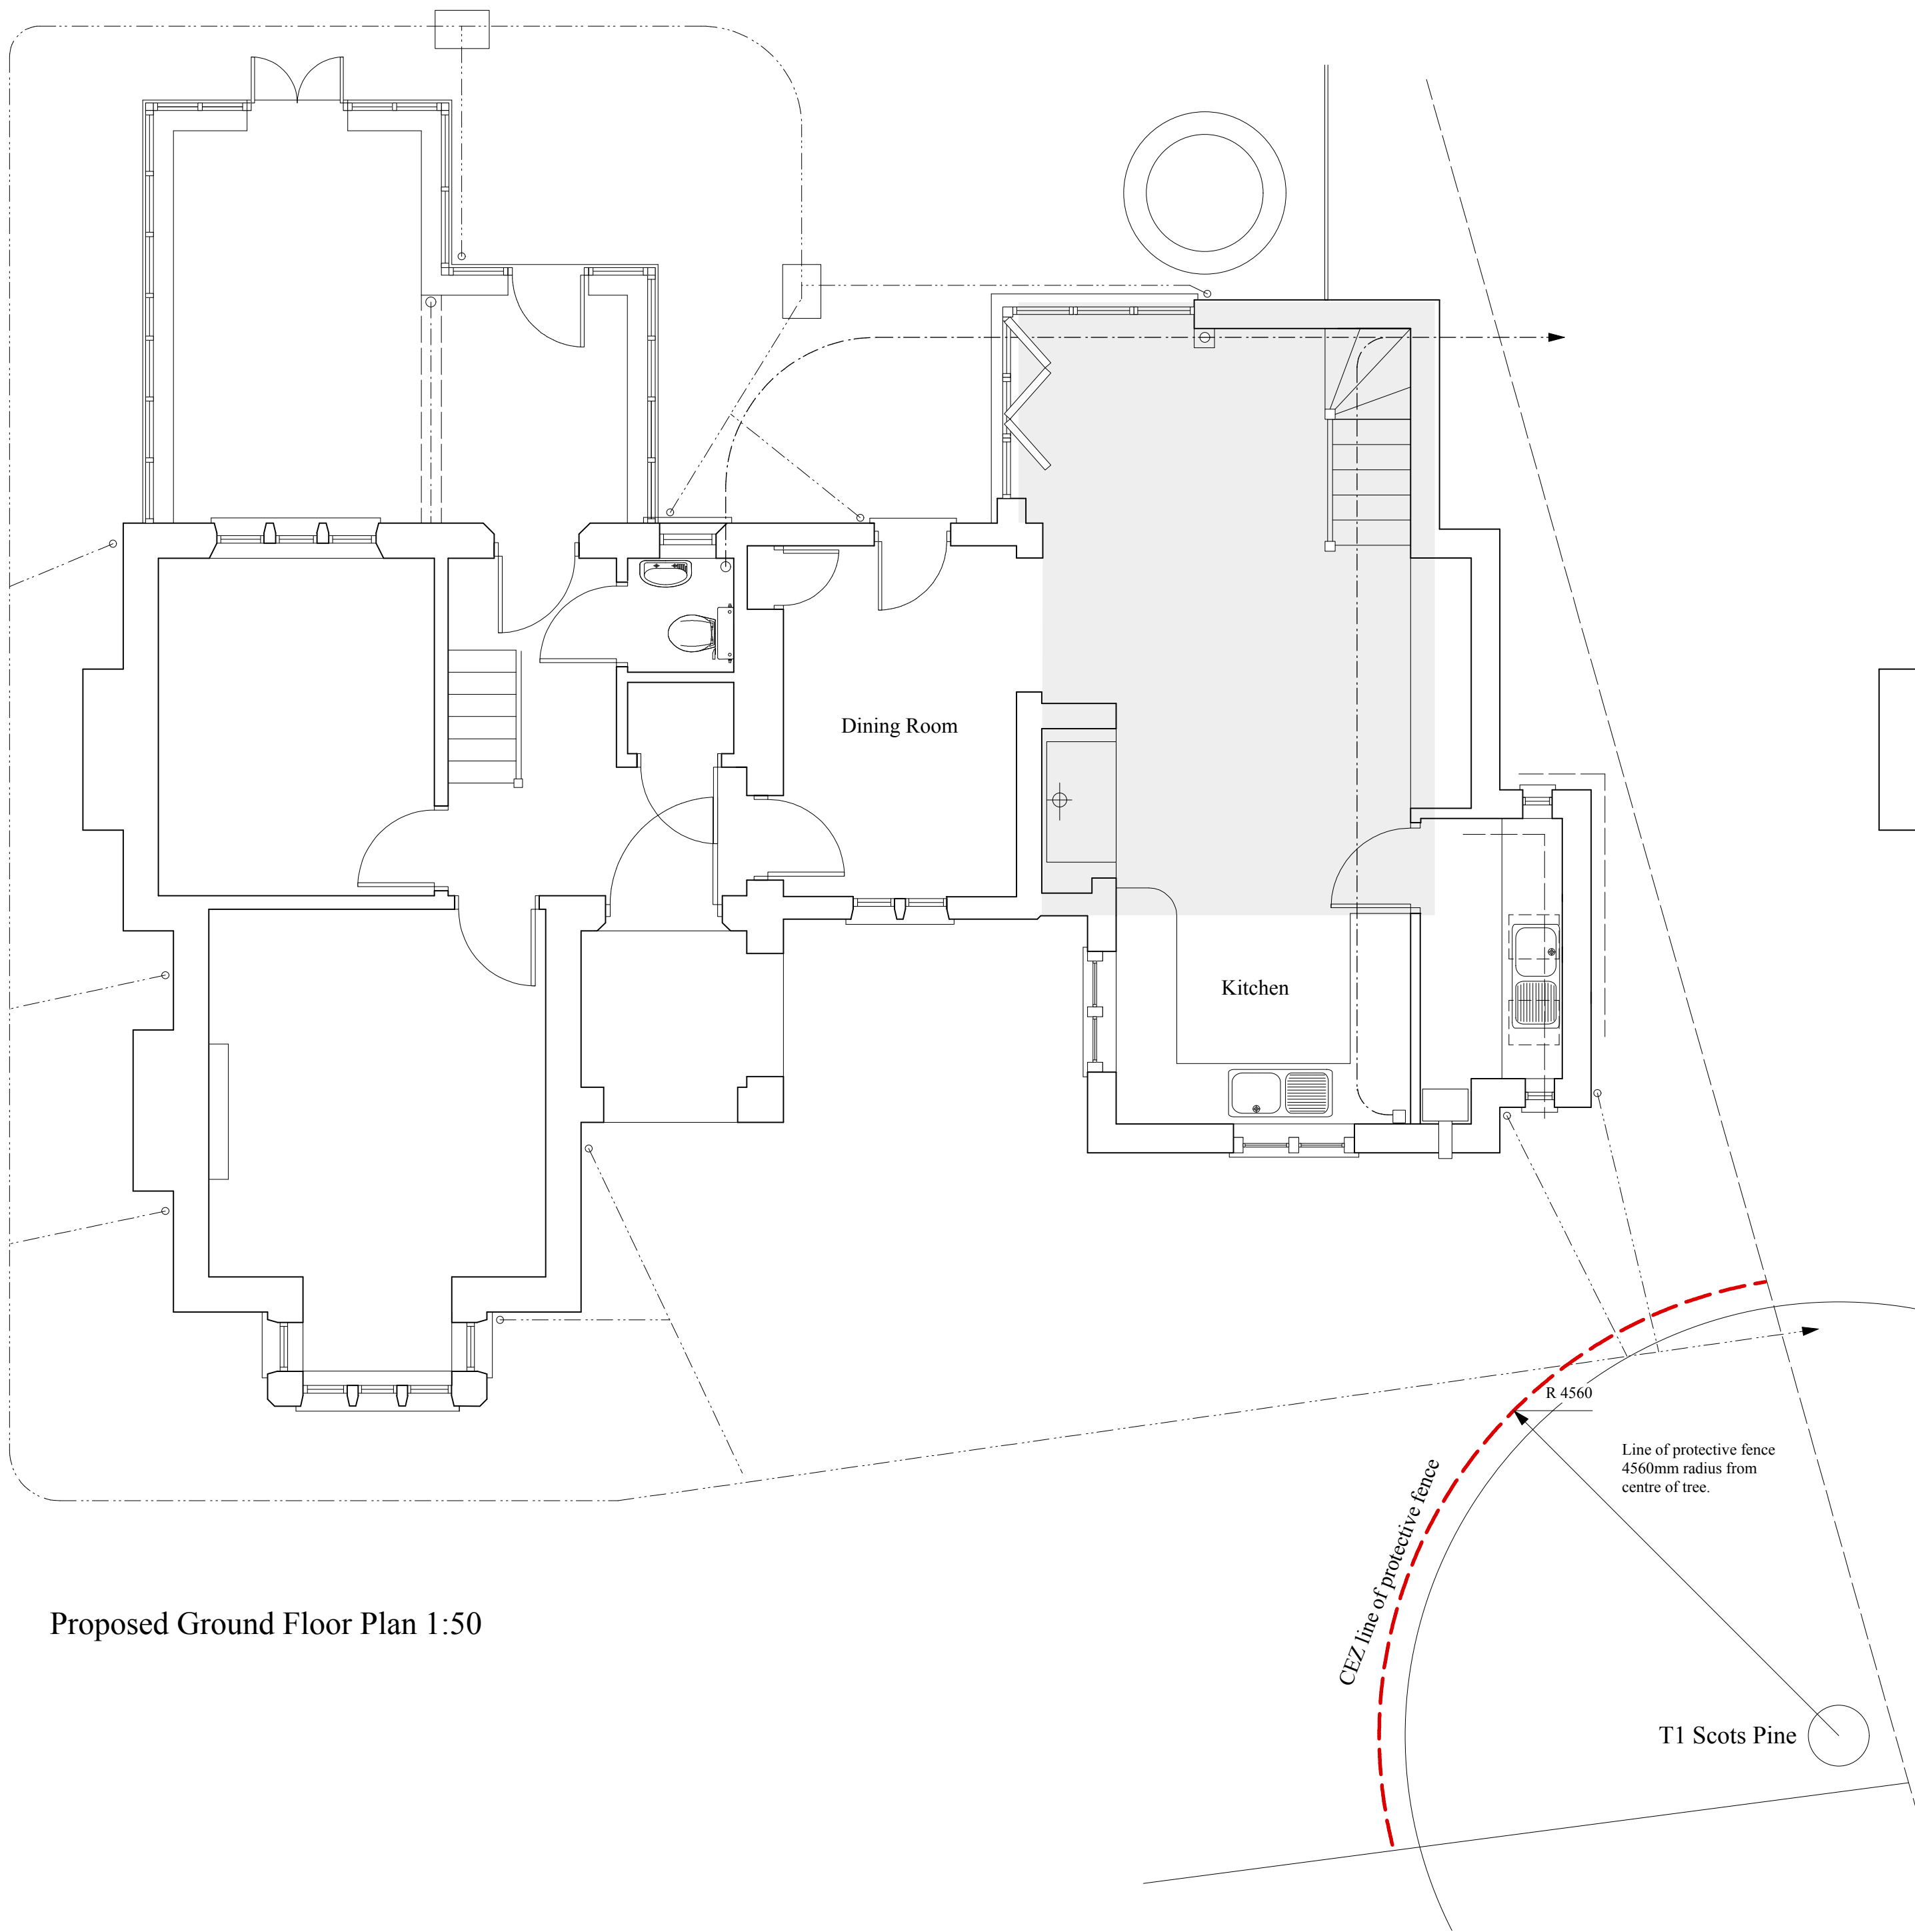 Dining Room
Kitchen
R 4560
Line of protective fence
4560mm radius from
centre of tree.
CEZ line of protective fence
Proposed Ground Floor Plan 1:50
T1 Scots Pine